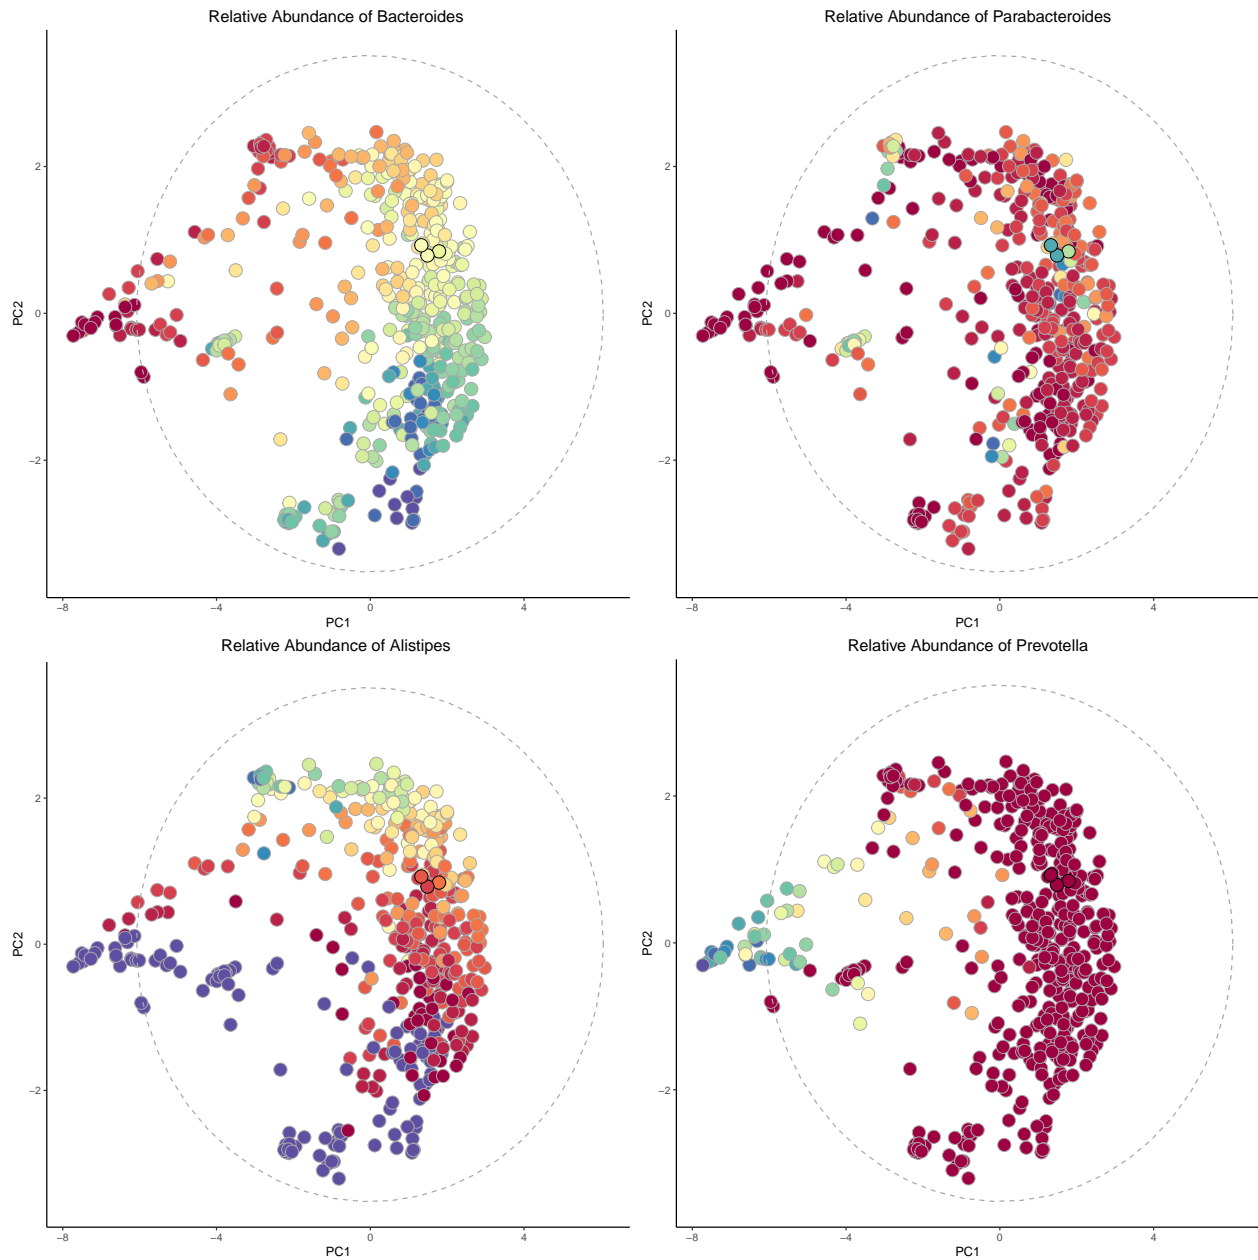 Relative Abundance of Bacteroides
PC2
2
0
−2
−8
−4
0
4
PC1
Relative Abundance of Parabacteroides
PC2
2
0
−2
−8
−4
0
4
PC1
Relative Abundance of Alistipes
PC2
2
0
−2
−8
−4
0
4
PC1
Relative Abundance of Prevotella
PC2
2
0
−2
−8
−4
0
4
PC1